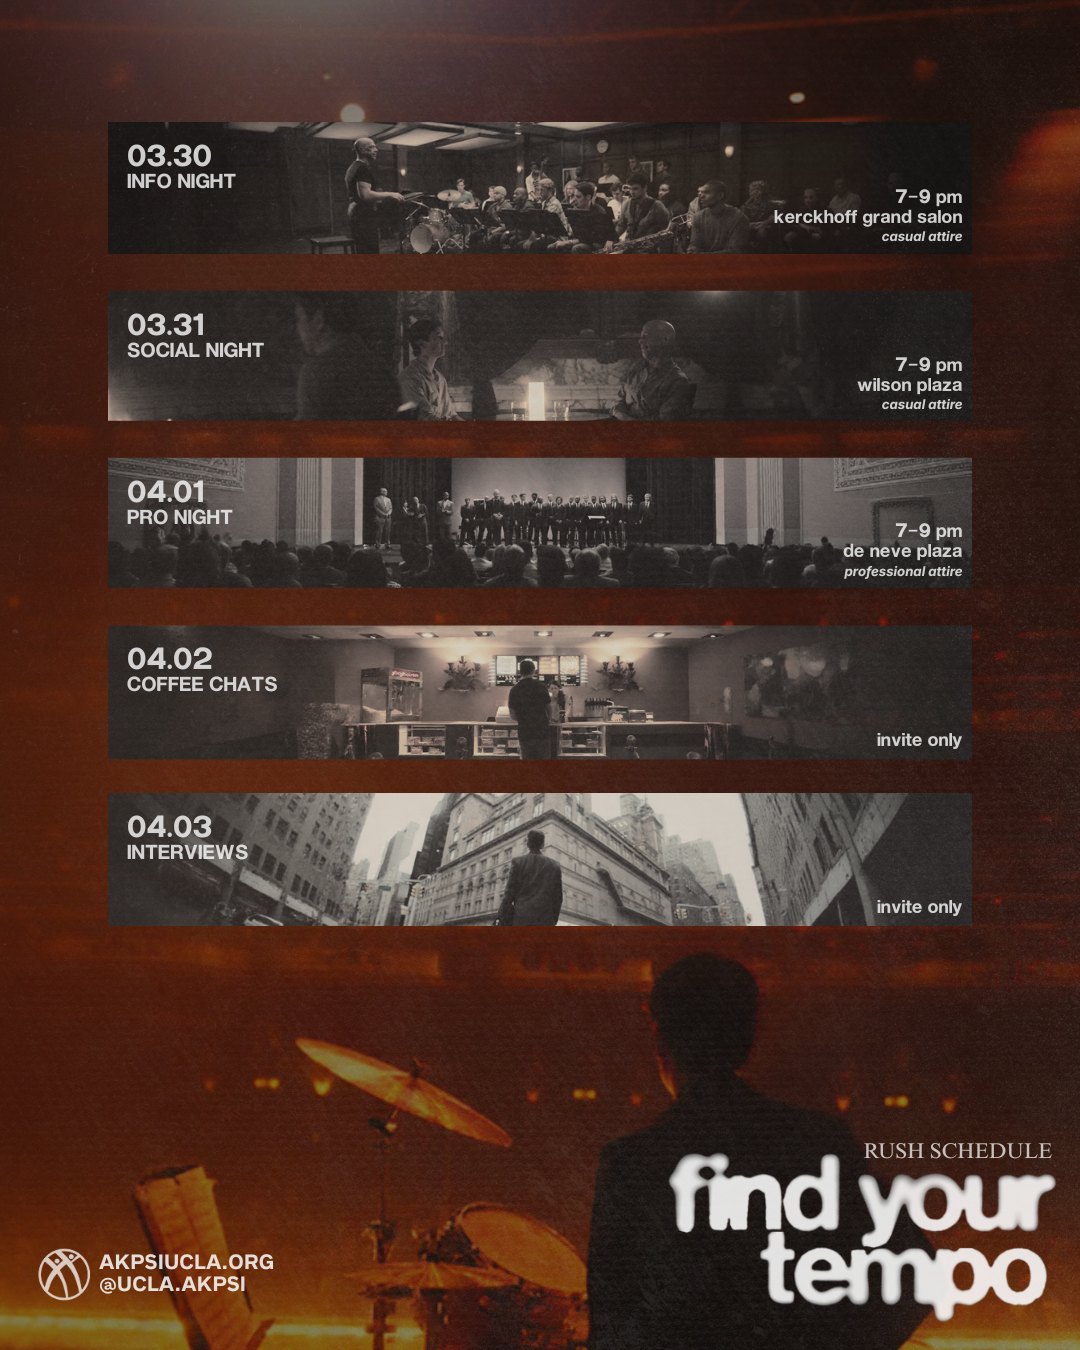 03.30
INFO NIGHT
7-9 pm
kerckhoff grand salon
casual attire
03.31
SOCIAL NIGHT
7-9 pm
wilson plaza
casual attire
04.01
PRO NIGHT
7-9 pm
de neve plaza
professional attire
04.02
COFFEE CHATS
invite only
04.03
INTERVIEWS
invite only
RUSH SCHEDULE
find your
tempo
AKPSIUCLA.ORG
@UCLA.AKPSI